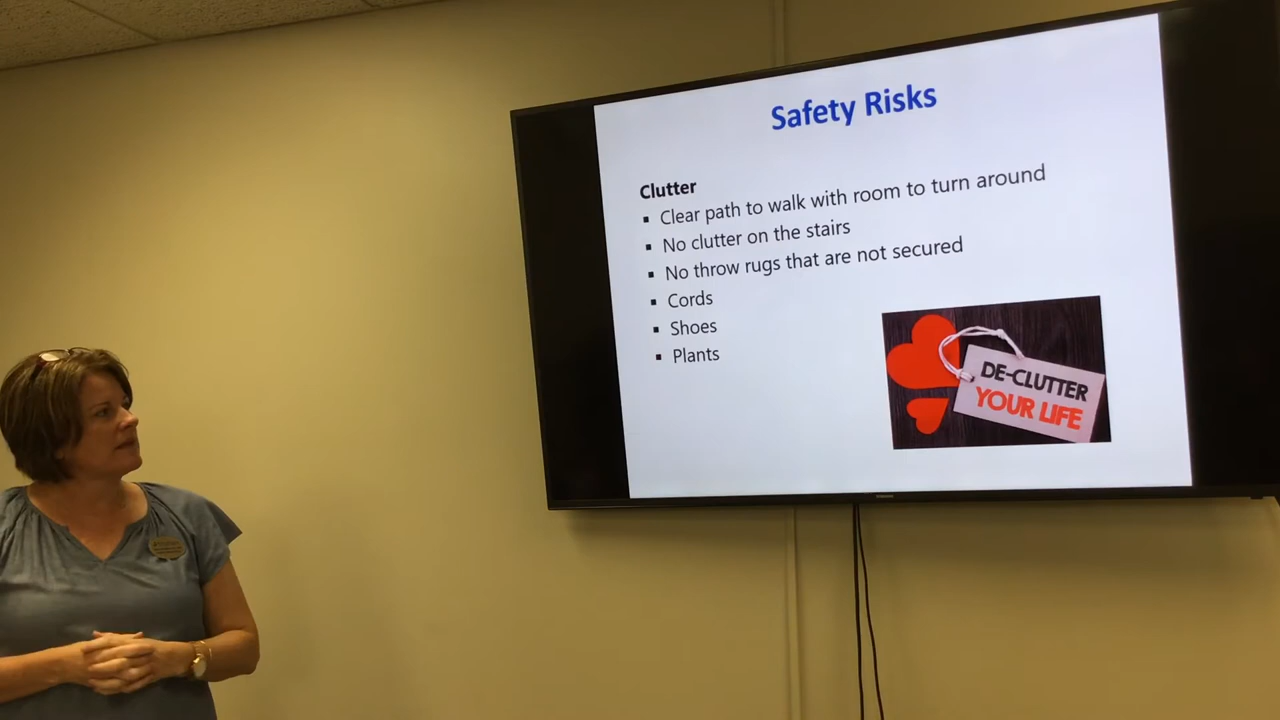 Safety Risks
Clutter
▪ Clear path to walk with room to turn around
▪ No clutter on the stairs
▪ No throw rugs that are not secured
▪ Cords
▪ Shoes
▪ Plants
DE-CLUTTER
YOUR LIFE